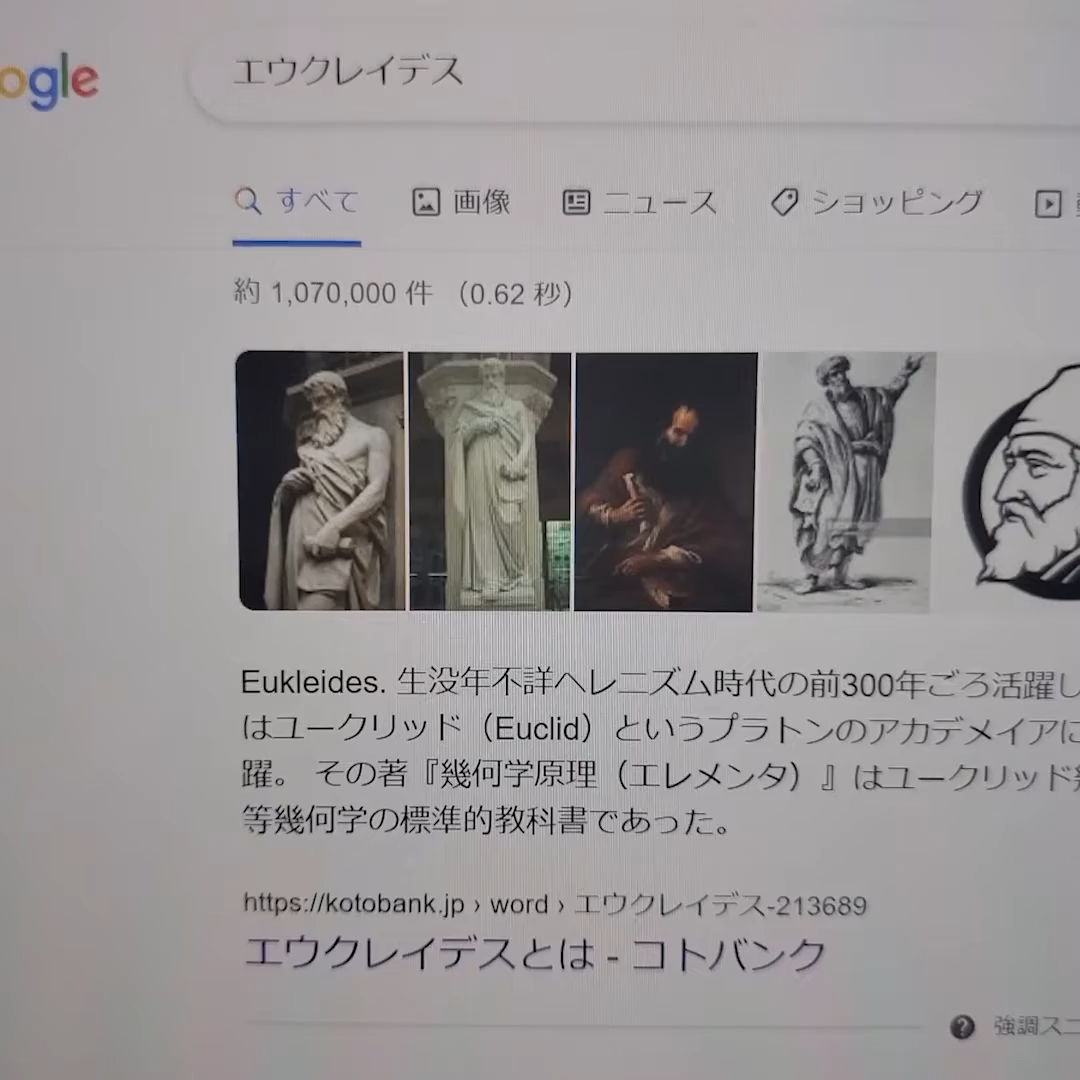 ogle
エウクレイデス
すべて 画像 ニュース ショッピング
約 1,070,000 件 （0.62 秒）
Eukleides. 生没年不詳ヘレニズム時代の前300年ごろ活躍し
はユークリッド（Euclid）というプラトンのアカデメイアに
躍。 その著『幾何学原理（エレメンタ）』はユークリッド
等幾何学の標準的教科書であった。
https://kotobank.jp › word › エウクレイデス-213689
エウクレイデスとは - コトバンク
強調スニ